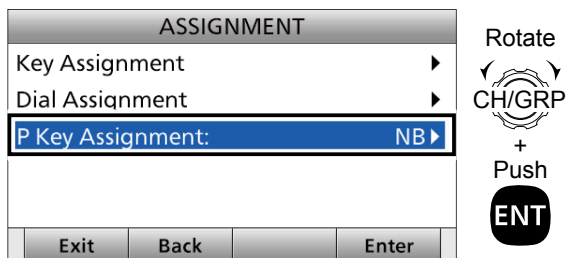 ASSIGNMENT
Key Assignment
Dial Assignment
P Key Assignment: NB
Exit Back Enter
Rotate
CH/GRP
+
Push
ENT